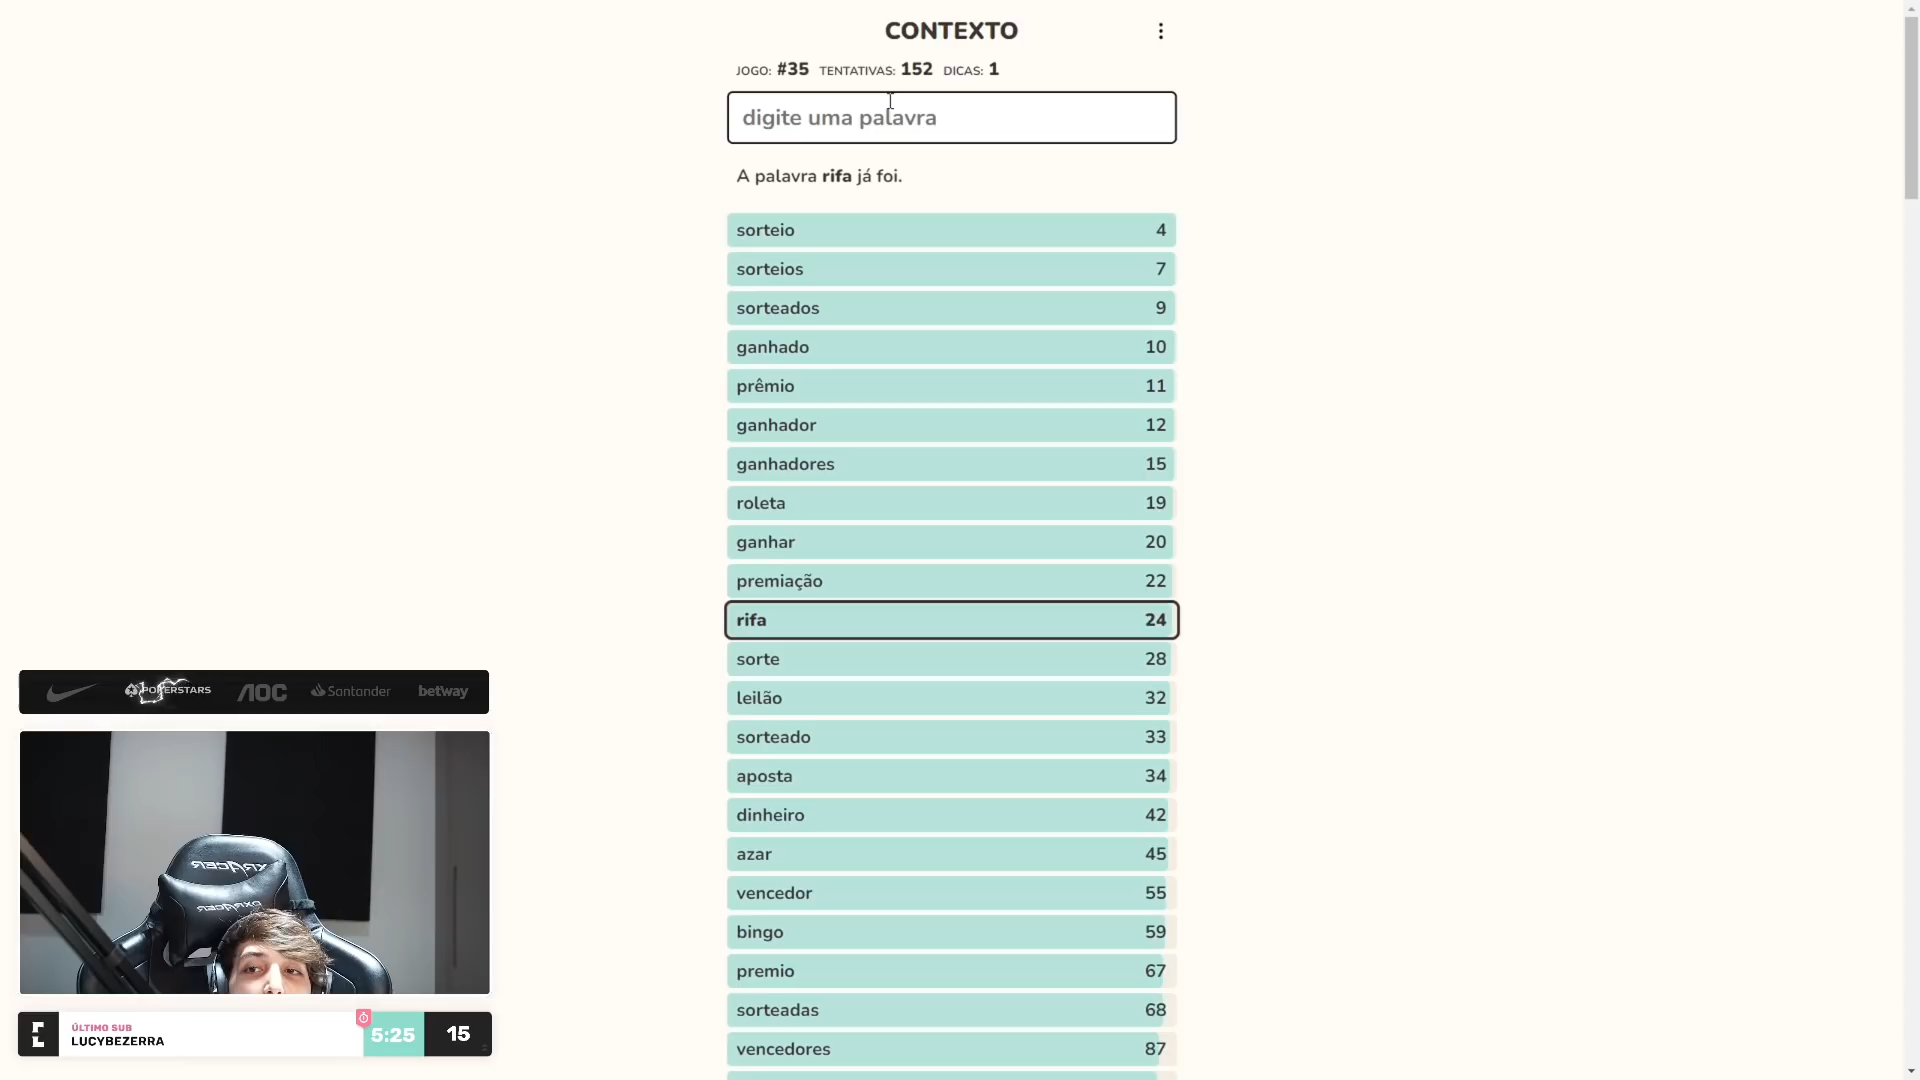 CONTEXTO
JOGO: #35 TENTATIVAS: 152 DICAS: 1
digite uma palavra
A palavra rifa já foi.
sorteio 4
sorteios 7
sorteados 9
ganhado 10
prêmio 11
ganhador 12
ganhadores 15
roleta 19
ganhar 20
premiação 22
rifa 24
sorte 28
leilão 32
sorteado 33
aposta 34
dinheiro 42
azar 45
vencedor 55
bingo 59
premio 67
sorteadas 68
vencedores 87
POKERSTARS AOC Santander betway
DXRACER
DXRACER
ÚLTIMO SUB
LUCYBEZERRA
5:25 15